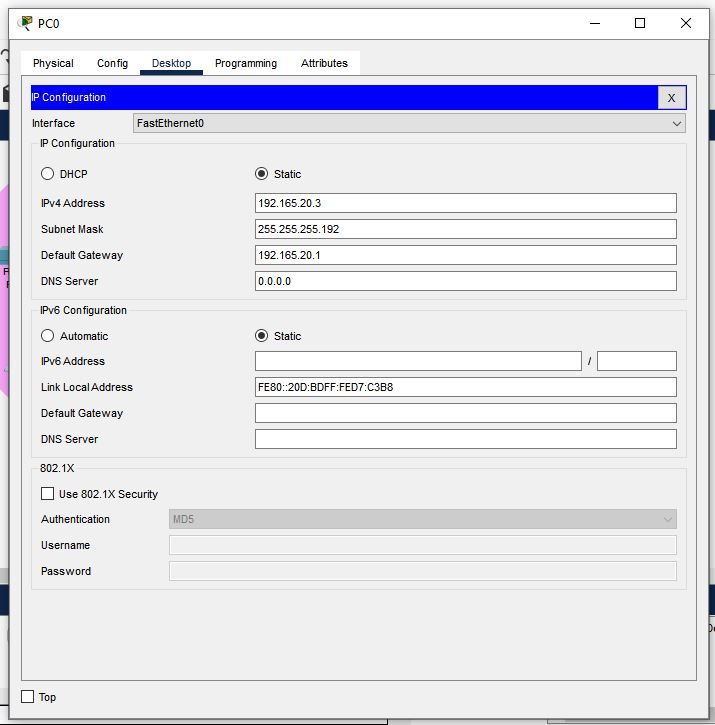 PC0
Physical Config Desktop Programming Attributes
IP Configuration X
Interface FastEthernet0
IP Configuration
DHCP Static
IPv4 Address 192.165.20.3
Subnet Mask 255.255.255.192
Default Gateway 192.165.20.1
DNS Server 0.0.0.0
IPv6 Configuration
Automatic Static
IPv6 Address /
Link Local Address FE80::20D:BDFF:FED7:C3B8
Default Gateway
DNS Server
802.1X
Use 802.1X Security
Authentication MD5
Username
Password
Top